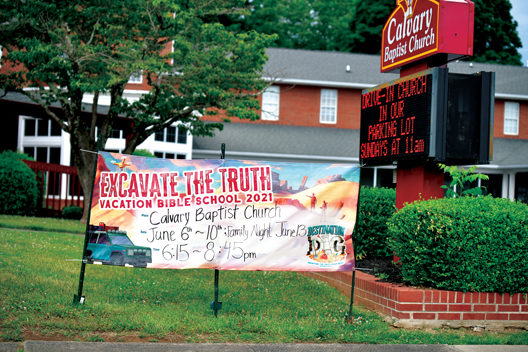 Calvary
Baptist Church
DRIVE-IN CHURCH
IN OUR
PARKING LOT
SUNDAYS AT 11am
EXCAVATE THE TRUTH
VACATION BIBLE SCHOOL 2021
Calvary Baptist Church
June 6th ~ 10th : Family Night June 13
6:15 ~ 8:45pm
DESTINATION
DIG